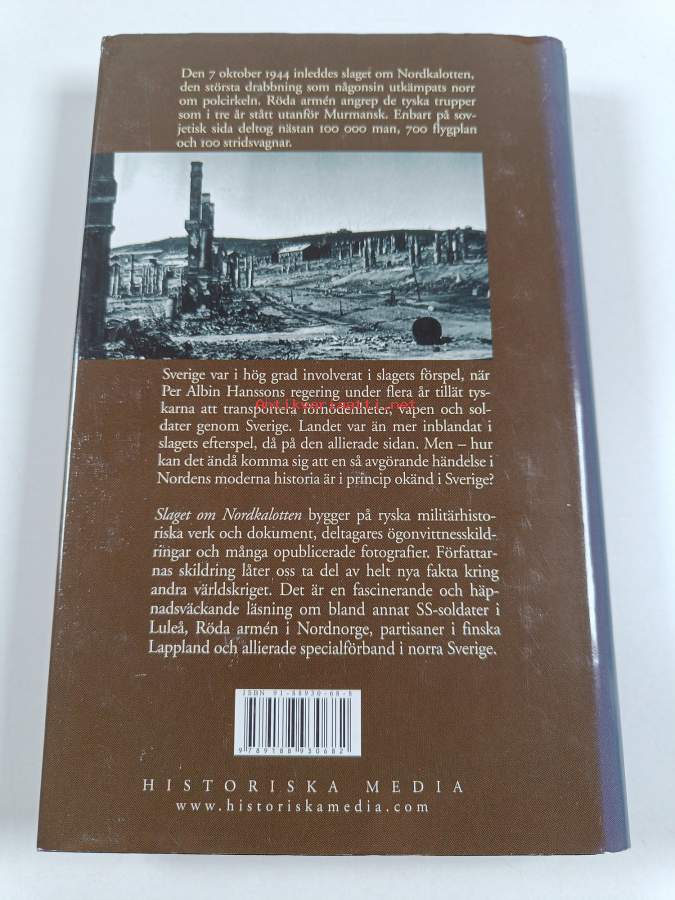 Den 7 oktober 1944 inleddes slaget om Nordkalotten,
den största drabbning som någonsin utkämpats norr
om polcirkeln. Röda armén angrep de tyska trupper
som i tre år stått utanför Murmansk. Enbart på sov-
jetisk sida deltog nästan 100 000 man, 700 flygplan
och 100 stridsvagnar.
Sverige var i hög grad involverat i slagets förspel, när
Per Albin Hanssons regering under flera år tillät tys-
karna att transportera förnödenheter, vapen och sol-
dater genom Sverige. Landet var än mer inblandat i
slagets efterspel, då på den allierade sidan. Men – hur
kan det ändå komma sig att en så avgörande händelse i
Nordens moderna historia är i princip okänd i Sverige?
Slaget om Nordkalotten bygger på ryska militärhisto-
riska verk och dokument, deltagares ögonvittnesskild-
ringar och många opublicerade fotografier. Författar-
nas skildring låter oss ta del av helt nya fakta kring
andra världskriget. Det är en fascinerande och häp-
nadsväckande läsning om bland annat SS-soldater i
Luleå, Röda armén i Nordnorge, partisaner i finska
Lappland och allierade specialförband i norra Sverige.
ISBN 91-88930-68-8
9 789188 930682
HISTORISKA MEDIA
www.historiskamedia.com